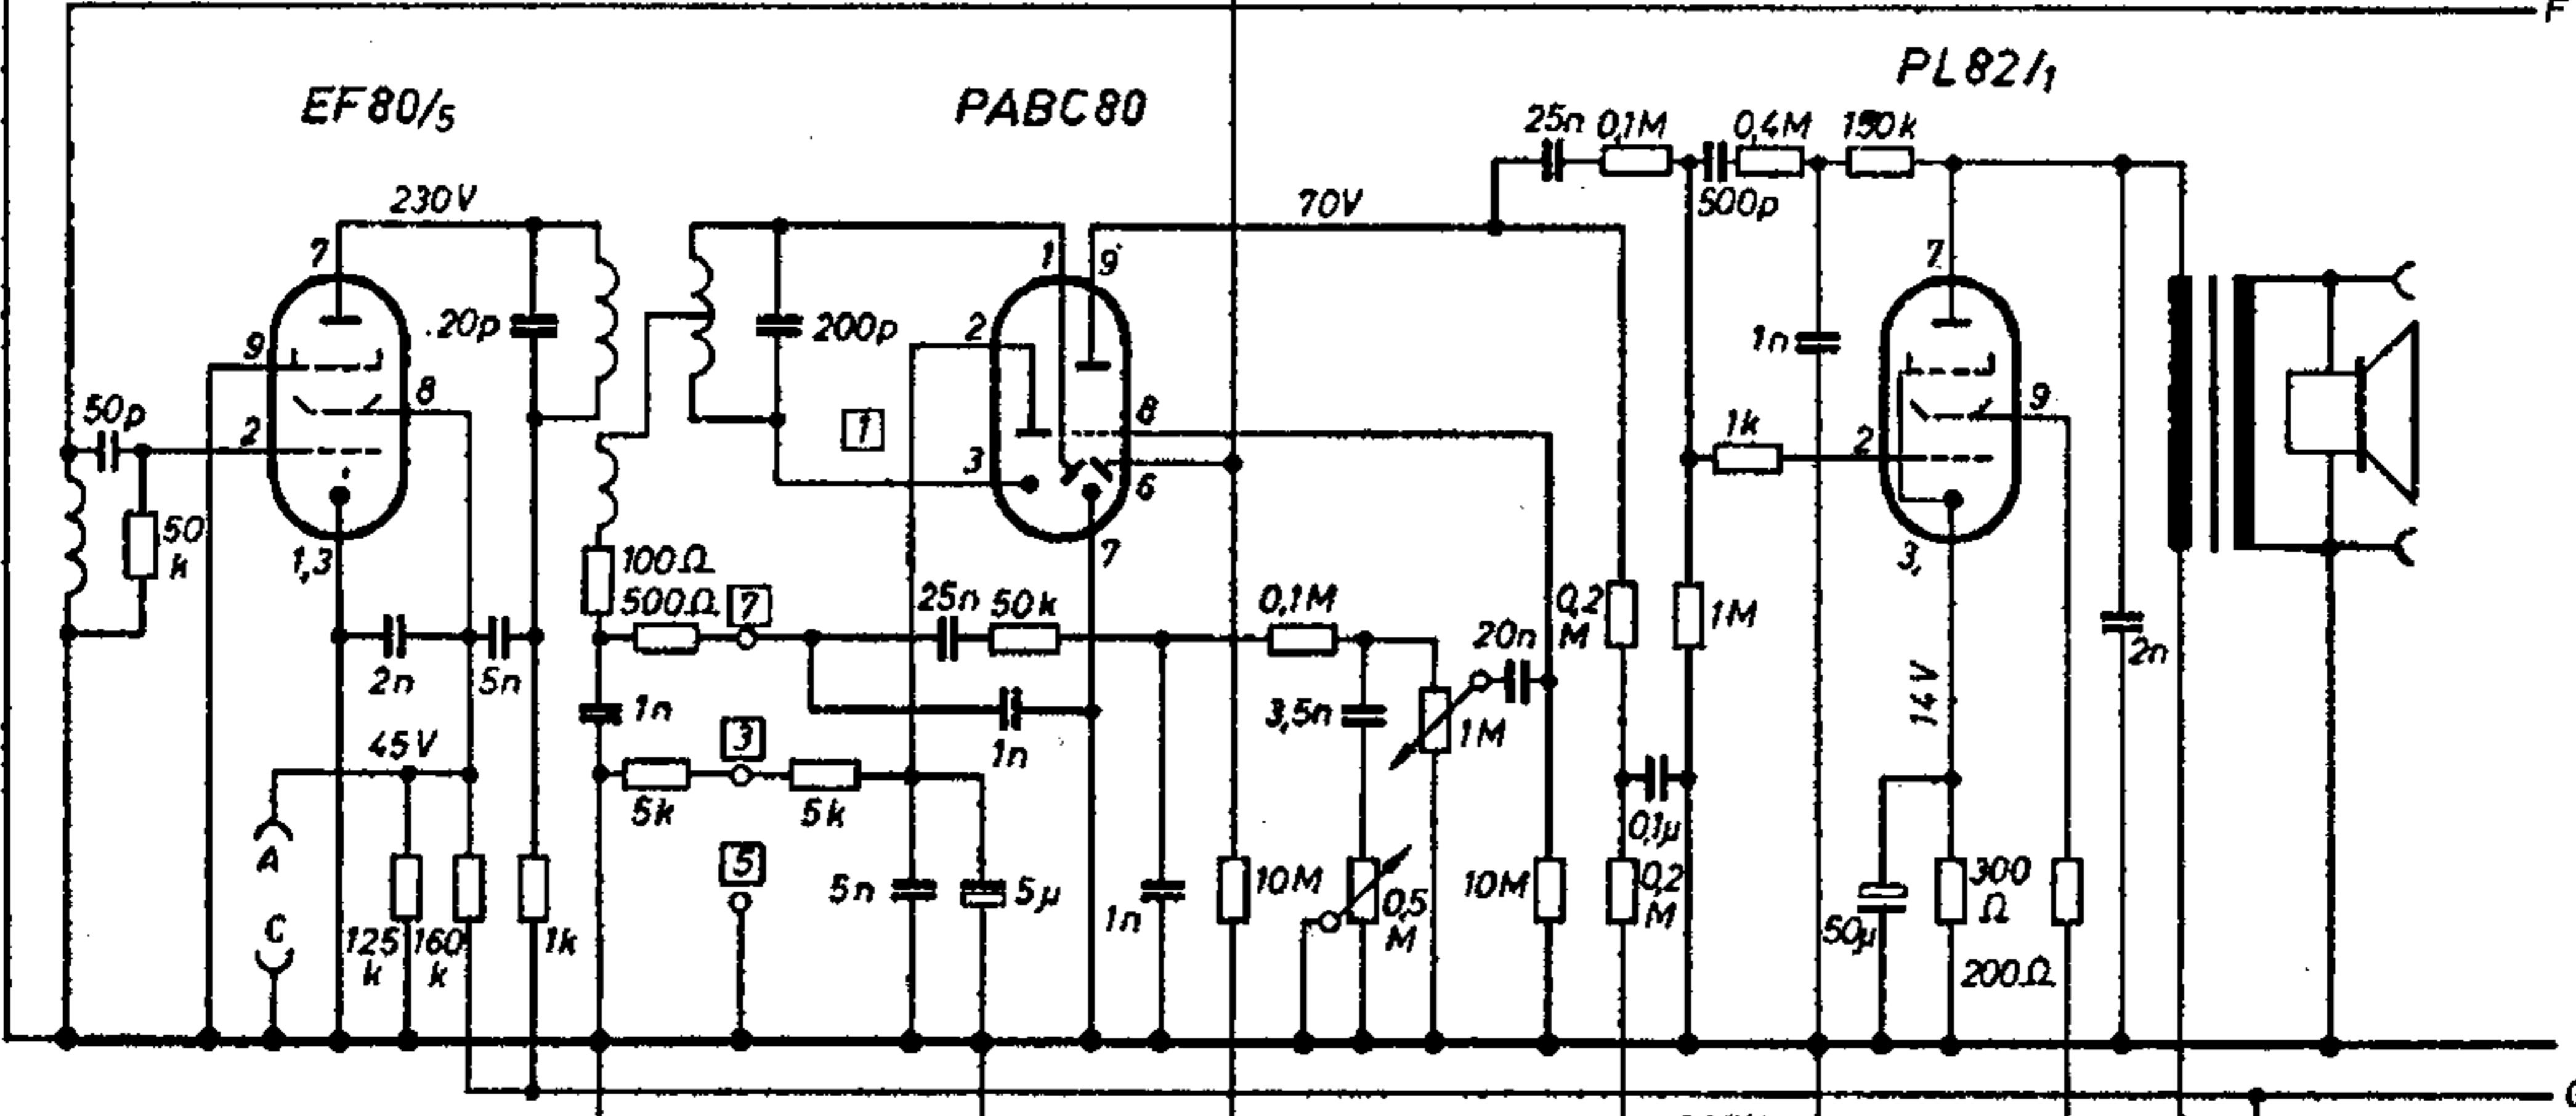 F
EF80/5
PABC80
PL82/1
25n 0,1M 0,4M 150k
500p
230V
70V
7
1 9
7
.20p
200p
2
1n
9
8
50p
2
1
8
9
1k
2
3
6
50
k
1,3
7
3,
100Ω
500Ω 7
25n 50k
0,1M
0,2
M
1M
20n
2n
5n
2n
1n
3
1n
3,5n
1M
14V
45V
5k
5k
0,1µ
A
5
C
125
k
160
k
1k
5n
5µ
1n
10M
0,5
M
10M
0,2
M
50µ
300
Ω
200Ω